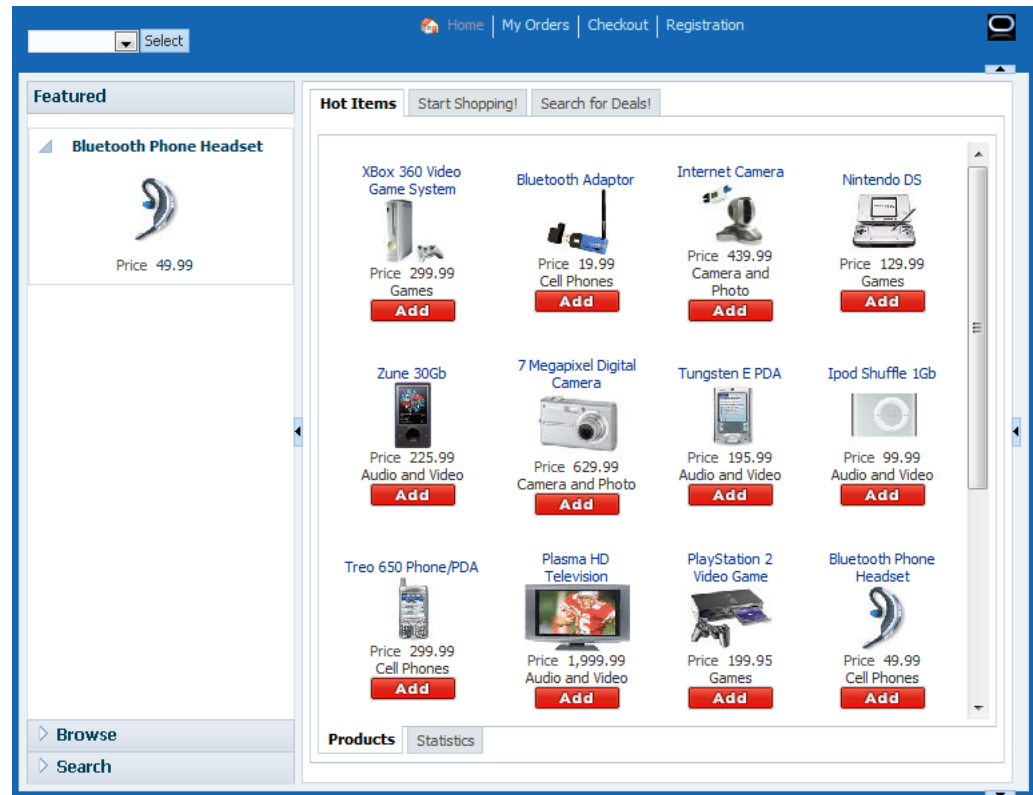 Select
Home
My Orders
Checkout
Registration
Featured
Bluetooth Phone Headset
Price 49.99
Browse
Search
Hot Items
Start Shopping!
Search for Deals!
XBox 360 Video
Game System
Price 299.99
Games
Add
Bluetooth Adaptor
Price 19.99
Cell Phones
Add
Internet Camera
Price 439.99
Camera and
Photo
Add
Nintendo DS
Price 129.99
Games
Add
Zune 30Gb
Price 225.99
Audio and Video
Add
7 Megapixel Digital
Camera
Price 629.99
Camera and Photo
Add
Tungsten E PDA
Price 195.99
Audio and Video
Add
Ipod Shuffle 1Gb
Price 99.99
Audio and Video
Add
Treo 650 Phone/PDA
Price 299.99
Cell Phones
Add
Plasma HD
Television
Price 1,999.99
Audio and Video
Add
PlayStation 2
Video Game
Price 199.95
Games
Add
Bluetooth Phone
Headset
Price 49.99
Cell Phones
Add
Products
Statistics